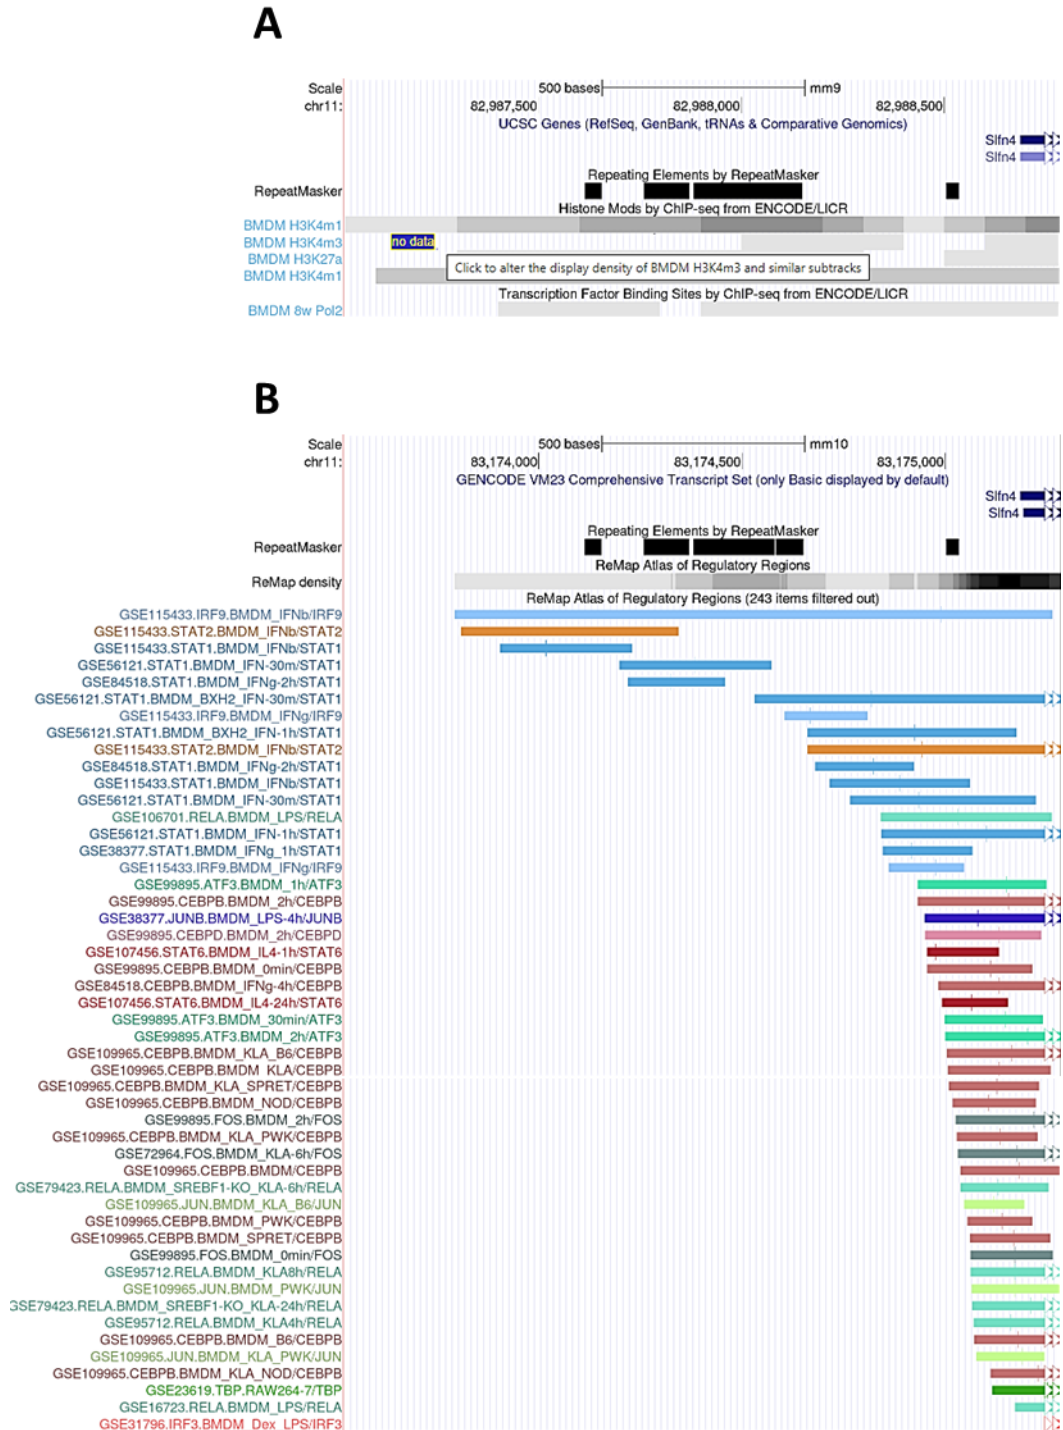 A
Scale 500 bases mm9
chr11: 82,987,500 82,988,000 82,988,500
UCSC Genes (RefSeq, GenBank, tRNAs & Comparative Genomics)
Slfn4
Slfn4
Repeating Elements by RepeatMasker
RepeatMasker
Histone Mods by ChIP-seq from ENCODE/LICR
BMDM H3K4m1
BMDM H3K4m3 no data
BMDM H3K27a
Click to alter the display density of BMDM H3K4m3 and similar subtracks
BMDM H3K4m1
Transcription Factor Binding Sites by ChIP-seq from ENCODE/LICR
BMDM 8w Pol2
B
Scale 500 bases mm10
chr11: 83,174,000 83,174,500 83,175,000
GENCODE VM23 Comprehensive Transcript Set (only Basic displayed by default)
Slfn4
Slfn4
Repeating Elements by RepeatMasker
RepeatMasker
ReMap Atlas of Regulatory Regions
ReMap density
ReMap Atlas of Regulatory Regions (243 items filtered out)
GSE115433.IRF9.BMDM_IFNb/IRF9
GSE115433.STAT2.BMDM_IFNb/STAT2
GSE115433.STAT1.BMDM_IFNb/STAT1
GSE56121.STAT1.BMDM_IFN-30m/STAT1
GSE84518.STAT1.BMDM_IFNg-2h/STAT1
GSE56121.STAT1.BMDM_BXH2_IFN-30m/STAT1
GSE115433.IRF9.BMDM_IFNg/IRF9
GSE56121.STAT1.BMDM_BXH2_IFN-1h/STAT1
GSE115433.STAT2.BMDM_IFNb/STAT2
GSE84518.STAT1.BMDM_IFNg-2h/STAT1
GSE115433.STAT1.BMDM_IFNb/STAT1
GSE56121.STAT1.BMDM_IFN-30m/STAT1
GSE106701.RELA.BMDM_LPS/RELA
GSE56121.STAT1.BMDM_IFN-1h/STAT1
GSE38377.STAT1.BMDM_IFNg_1h/STAT1
GSE115433.IRF9.BMDM_IFNg/IRF9
GSE99895.ATF3.BMDM_1h/ATF3
GSE99895.CEBPB.BMDM_2h/CEBPB
GSE38377.JUNB.BMDM_LPS-4h/JUNB
GSE99895.CEBPD.BMDM_2h/CEBPD
GSE107456.STAT6.BMDM_IL4-1h/STAT6
GSE99895.CEBPB.BMDM_0min/CEBPB
GSE84518.CEBPB.BMDM_IFNg-4h/CEBPB
GSE107456.STAT6.BMDM_IL4-24h/STAT6
GSE99895.ATF3.BMDM_30min/ATF3
GSE99895.ATF3.BMDM_2h/ATF3
GSE109965.CEBPB.BMDM_KLA_B6/CEBPB
GSE109965.CEBPB.BMDM_KLA/CEBPB
GSE109965.CEBPB.BMDM_KLA_SPRET/CEBPB
GSE109965.CEBPB.BMDM_NOD/CEBPB
GSE99895.FOS.BMDM_2h/FOS
GSE109965.CEBPB.BMDM_KLA_PWK/CEBPB
GSE72964.FOS.BMDM_KLA-6h/FOS
GSE109965.CEBPB.BMDM/CEBPB
GSE79423.RELA.BMDM_SREBF1-KO_KLA-6h/RELA
GSE109965.JUN.BMDM_KLA_B6/JUN
GSE109965.CEBPB.BMDM_PWK/CEBPB
GSE109965.CEBPB.BMDM_SPRET/CEBPB
GSE99895.FOS.BMDM_0min/FOS
GSE95712.RELA.BMDM_KLA8h/RELA
GSE109965.JUN.BMDM_PWK/JUN
GSE79423.RELA.BMDM_SREBF1-KO_KLA-24h/RELA
GSE95712.RELA.BMDM_KLA4h/RELA
GSE109965.CEBPB.BMDM_B6/CEBPB
GSE109965.JUN.BMDM_KLA_PWK/JUN
GSE109965.CEBPB.BMDM_KLA_NOD/CEBPB
GSE23619.TBP.RAW264-7/TBP
GSE16723.RELA.BMDM_LPS/RELA
GSE31796.IRF3.BMDM_Dex_LPS/IRF3